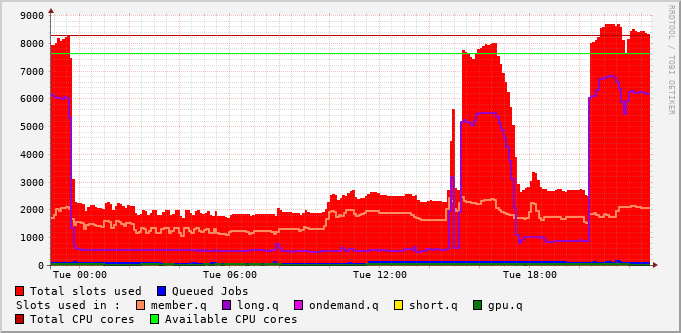 9000
8000
7000
6000
5000
4000
3000
2000
1000
0
Tue 00:00 Tue 06:00 Tue 12:00 Tue 18:00
RRDTOOL / TOBI OETIKER
Total slots used Queued Jobs
Slots used in : member.q long.q ondemand.q short.q gpu.q
Total CPU cores Available CPU cores